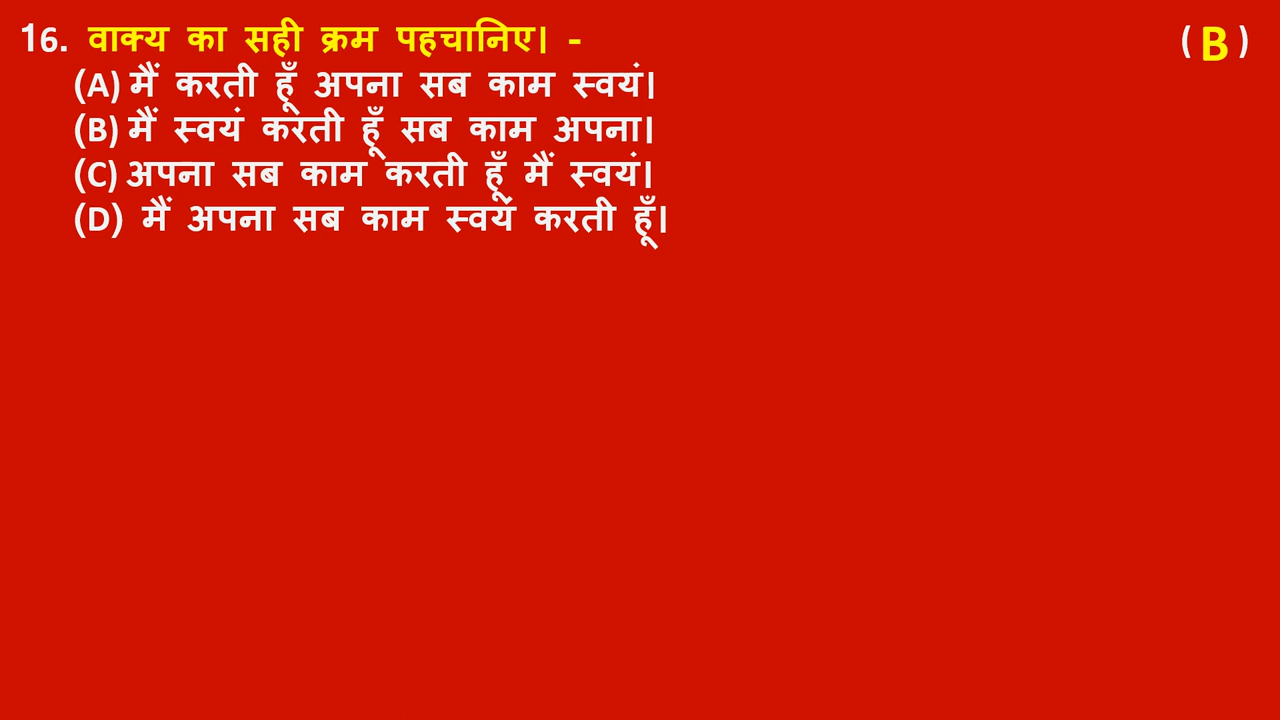 16. वाक्य का सही क्रम पहचानिए। - ( B )
(A) मैं करती हूँ अपना सब काम स्वयं।
(B) मैं स्वयं करती हूँ सब काम अपना।
(C) अपना सब काम करती हूँ मैं स्वयं।
(D) मैं अपना सब काम स्वयं करती हूँ।